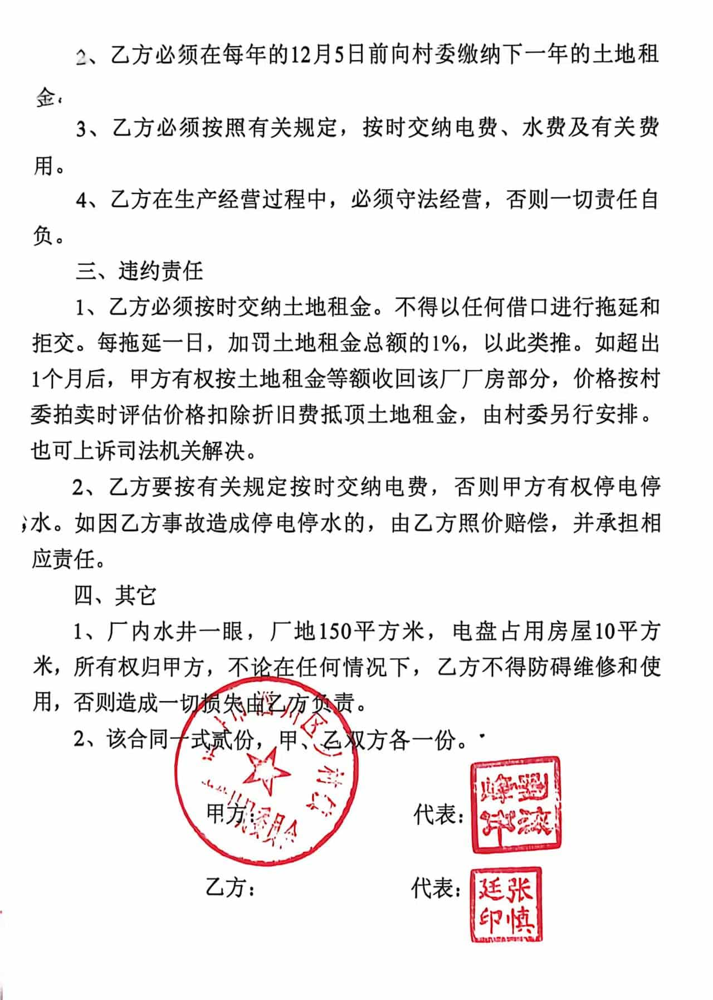 2、乙方必须在每年的12月5日前向村委缴纳下一年的土地租
金。
3、乙方必须按照有关规定，按时交纳电费、水费及有关费
用。
4、乙方在生产经营过程中，必须守法经营，否则一切责任自
负。
三、违约责任
1、乙方必须按时交纳土地租金。不得以任何借口进行拖延和
拒交。每拖延一日，加罚土地租金总额的1%，以此类推。如超出
1个月后，甲方有权按土地租金等额收回该厂厂房部分，价格按村
委拍卖时评估价格扣除折旧费抵顶土地租金，由村委另行安排。
也可上诉司法机关解决。
2、乙方要按有关规定按时交纳电费，否则甲方有权停电停
水。如因乙方事故造成停电停水的，由乙方照价赔偿，并承担相
应责任。
四、其它
1、厂内水井一眼，厂地150平方米，电盘占用房屋10平方
米，所有权归甲方，不论在任何情况下，乙方不得防碍维修和使
用，否则造成一切损失由乙方负责。
2、该合同一式贰份，甲、乙双方各一份。
甲方：
代表：
乙方：
代表：
张慎廷印